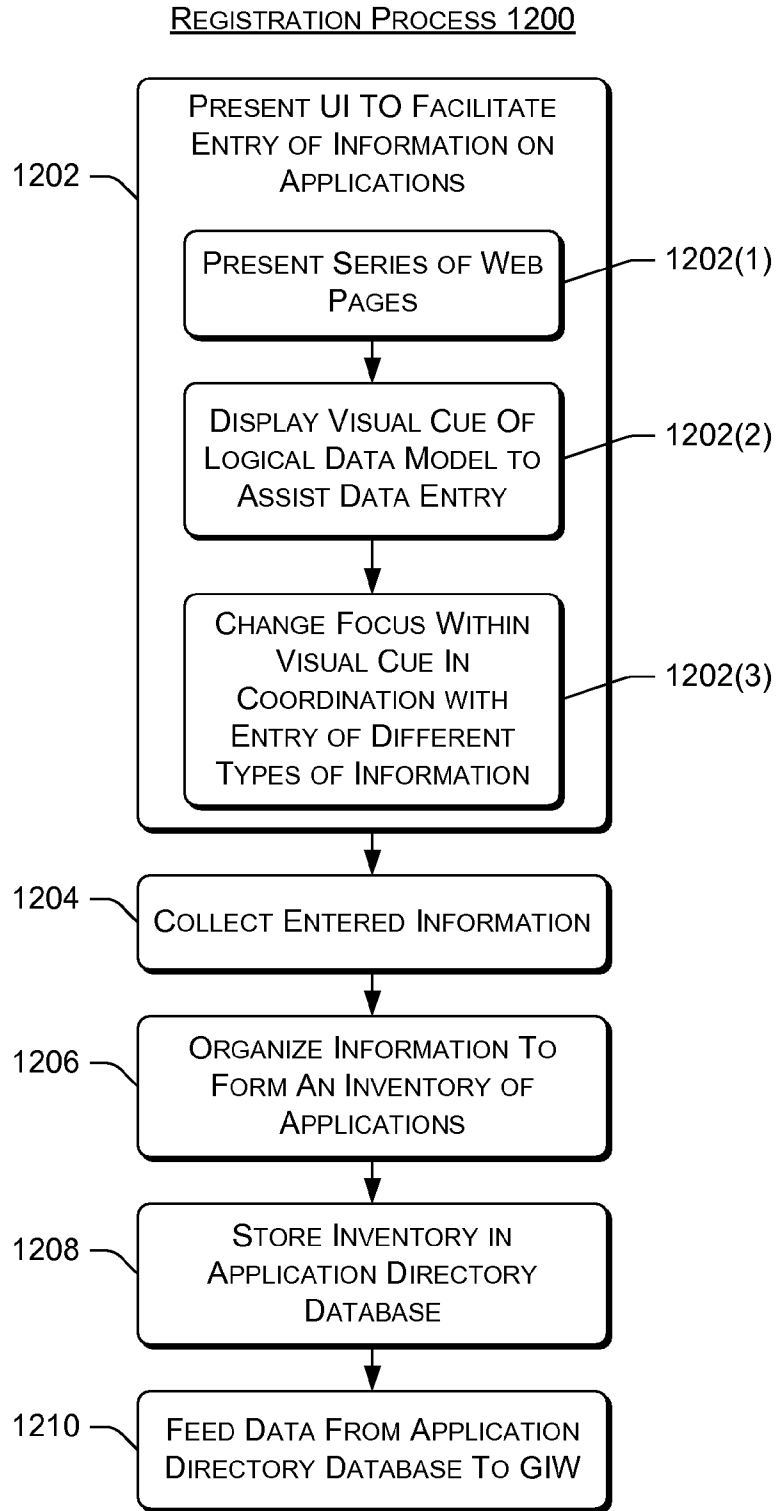 REGISTRATION PROCESS 1200
PRESENT UI TO FACILITATE
ENTRY OF INFORMATION ON
APPLICATIONS
1202
PRESENT SERIES OF WEB
PAGES
1202(1)
DISPLAY VISUAL CUE OF
LOGICAL DATA MODEL TO
ASSIST DATA ENTRY
1202(2)
CHANGE FOCUS WITHIN
VISUAL CUE IN
COORDINATION WITH
ENTRY OF DIFFERENT
TYPES OF INFORMATION
1202(3)
1204
COLLECT ENTERED INFORMATION
1206
ORGANIZE INFORMATION TO
FORM AN INVENTORY OF
APPLICATIONS
1208
STORE INVENTORY IN
APPLICATION DIRECTORY
DATABASE
1210
FEED DATA FROM APPLICATION
DIRECTORY DATABASE TO GIW